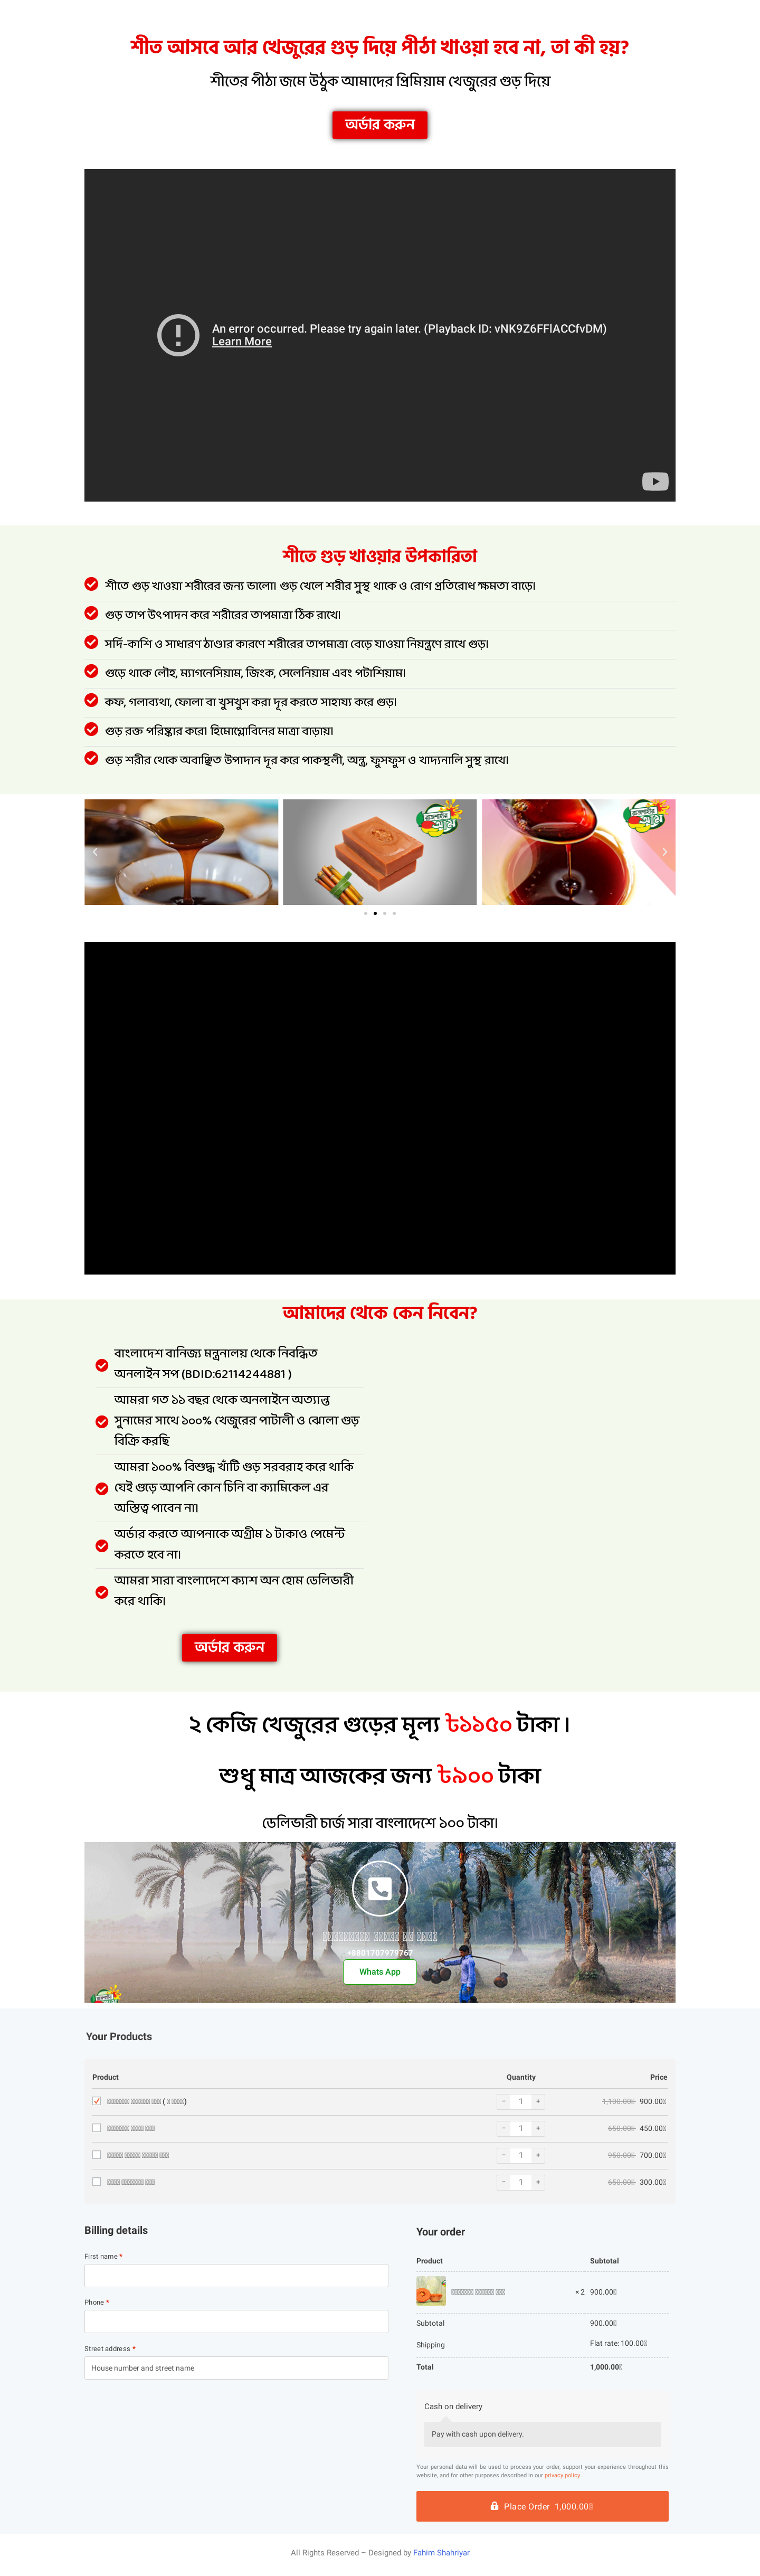 শীত আসবে আর খেজুরের গুড় দিয়ে পীঠা খাওয়া হবে না, তা কী হয়?
শীতের পীঠা জমে উঠুক আমাদের প্রিমিয়াম খেজুরের গুড় দিয়ে
অর্ডার করুন
An error occurred. Please try again later. (Playback ID: vNK9Z6FFlACCfvDM)
Learn More
শীতে গুড় খাওয়ার উপকারিতা
শীতে গুড় খাওয়া শরীরের জন্য ভালো। গুড় খেলে শরীর সুস্থ থাকে ও রোগ প্রতিরোধ ক্ষমতা বাড়ে।
গুড় তাপ উৎপাদন করে শরীরের তাপমাত্রা ঠিক রাখে।
সর্দি-কাশি ও সাধারণ ঠাণ্ডার কারণে শরীরের তাপমাত্রা বেড়ে যাওয়া নিয়ন্ত্রণে রাখে গুড়।
গুড়ে থাকে লৌহ, ম্যাগনেসিয়াম, জিংক, সেলেনিয়াম এবং পটাশিয়াম।
কফ, গলাব্যথা, ফোলা বা খুসখুস করা দূর করতে সাহায্য করে গুড়।
গুড় রক্ত পরিষ্কার করে। হিমোগ্লোবিনের মাত্রা বাড়ায়।
গুড় শরীর থেকে অবাঞ্ছিত উপাদান দূর করে পাকস্থলী, অন্ত্র, ফুসফুস ও খাদ্যনালি সুস্থ রাখে।
আমাদের থেকে কেন নিবেন?
বাংলাদেশ বানিজ্য মন্ত্রনালয় থেকে নিবন্ধিত
অনলাইন সপ (BDID:62114244881 )
আমরা গত ১১ বছর থেকে অনলাইনে অত্যান্ত
সুনামের সাথে ১০০% খেজুরের পাটালী ও ঝোলা গুড়
বিক্রি করছি
আমরা ১০০% বিশুদ্ধ খাঁটি গুড় সরবরাহ করে থাকি
যেই গুড়ে আপনি কোন চিনি বা ক্যামিকেল এর
অস্তিত্ব পাবেন না।
অর্ডার করতে আপনাকে অগ্রীম ১ টাকাও পেমেন্ট
করতে হবে না।
আমরা সারা বাংলাদেশে ক্যাশ অন হোম ডেলিভারী
করে থাকি।
অর্ডার করুন
২ কেজি খেজুরের গুড়ের মূল্য ৳১১৫০ টাকা ।
শুধু মাত্র আজকের জন্য ৳৯০০ টাকা
ডেলিভারী চার্জ সারা বাংলাদেশে ১০০ টাকা।
+8801707979767
Whats App
Your Products
Product Quantity Price
− 1 + 1,100.00 900.00
− 1 + 650.00 450.00
− 1 + 950.00 700.00
− 1 + 650.00 300.00
Billing details
First name *
Phone *
Street address *
House number and street name
Your order
Product Subtotal
× 2 900.00
Subtotal 900.00
Shipping Flat rate: 100.00
Total 1,000.00
Cash on delivery
Pay with cash upon delivery.
Your personal data will be used to process your order, support your experience throughout this
website, and for other purposes described in our privacy policy.
Place Order 1,000.00
All Rights Reserved – Designed by Fahim Shahriyar